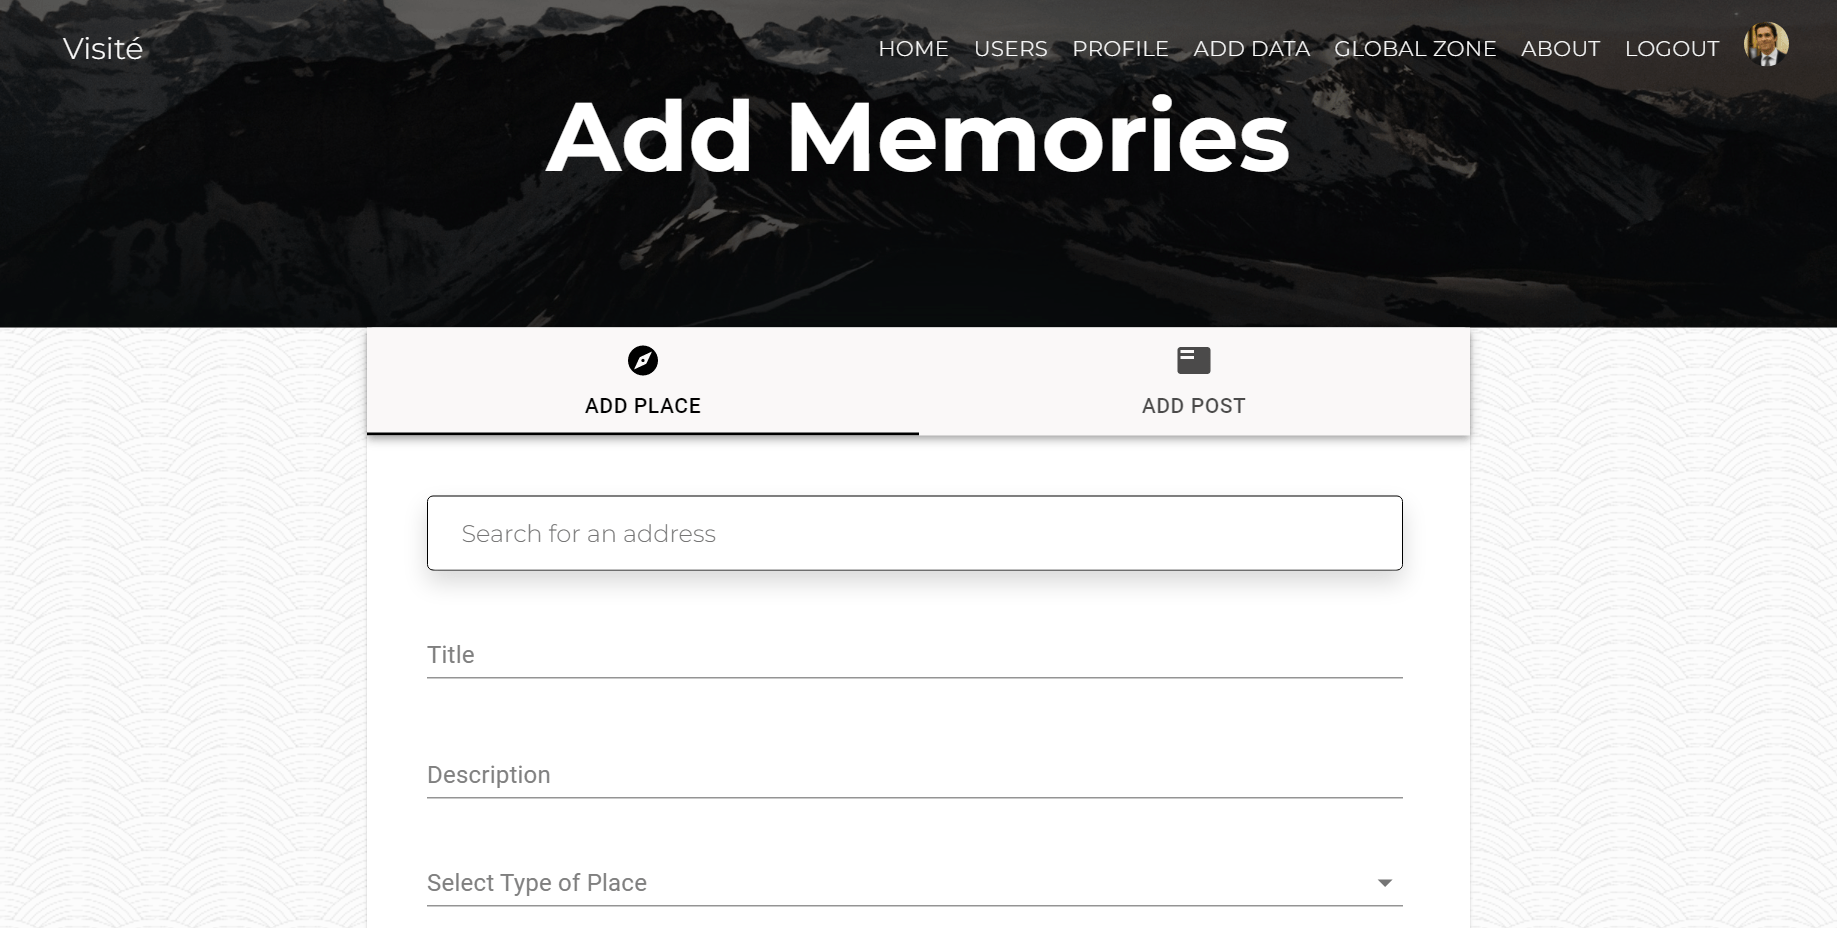 Visité
HOME USERS PROFILE ADD DATA GLOBAL ZONE ABOUT LOGOUT
Add Memories
ADD PLACE
ADD POST
Search for an address
Title
Description
Select Type of Place